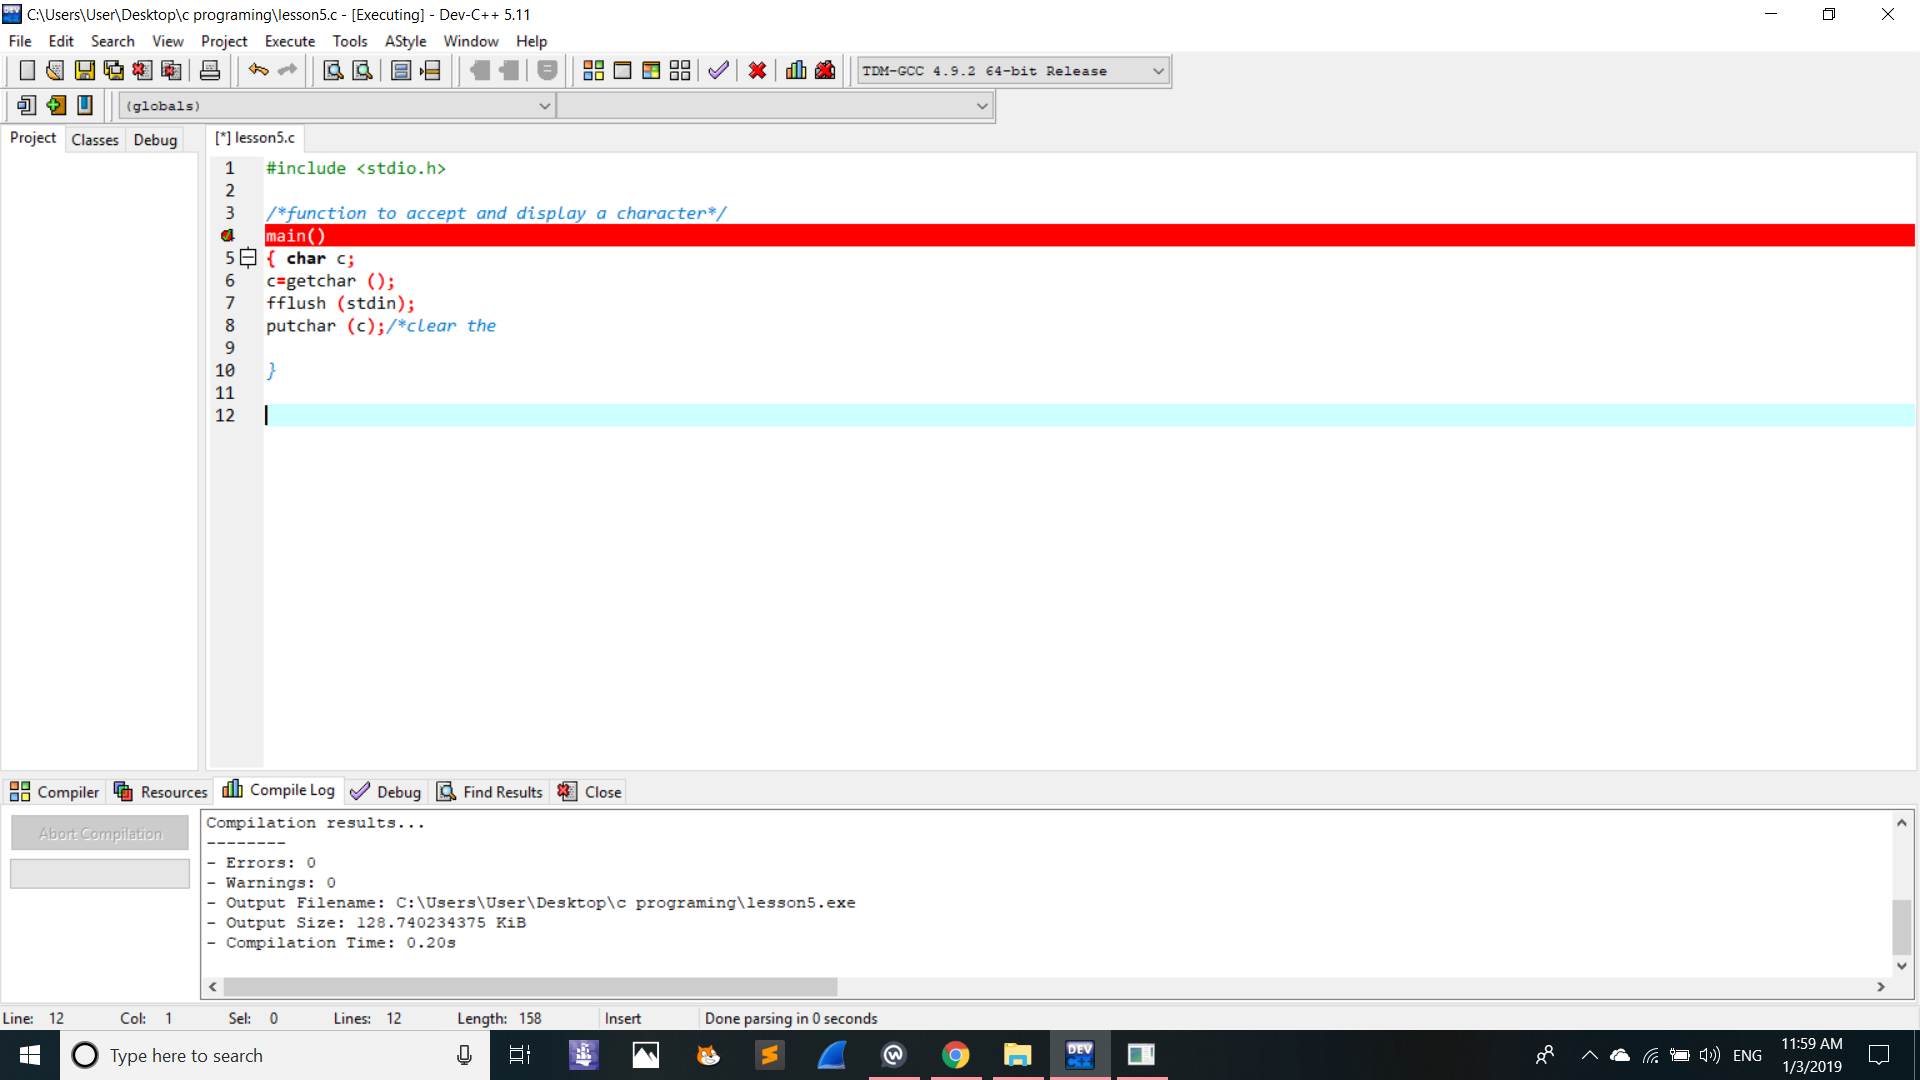 C:\Users\User\Desktop\c programing\lesson5.c - [Executing] - Dev-C++ 5.11
File Edit Search View Project Execute Tools AStyle Window Help
TDM-GCC 4.9.2 64-bit Release
(globals)
Project Classes Debug [*] lesson5.c
1 #include <stdio.h>
2
3 /*function to accept and display a character*/
4 main()
5 { char c;
6 c=getchar ();
7 fflush (stdin);
8 putchar (c);/*clear the
9
10 }
11
12
Compiler Resources Compile Log Debug Find Results Close
Abort Compilation
Compilation results...
--------
- Errors: 0
- Warnings: 0
- Output Filename: C:\Users\User\Desktop\c programing\lesson5.exe
- Output Size: 128.740234375 KiB
- Compilation Time: 0.20s
Line: 12 Col: 1 Sel: 0 Lines: 12 Length: 158 Insert Done parsing in 0 seconds
Type here to search
DEV C++
ENG
11:59 AM
1/3/2019